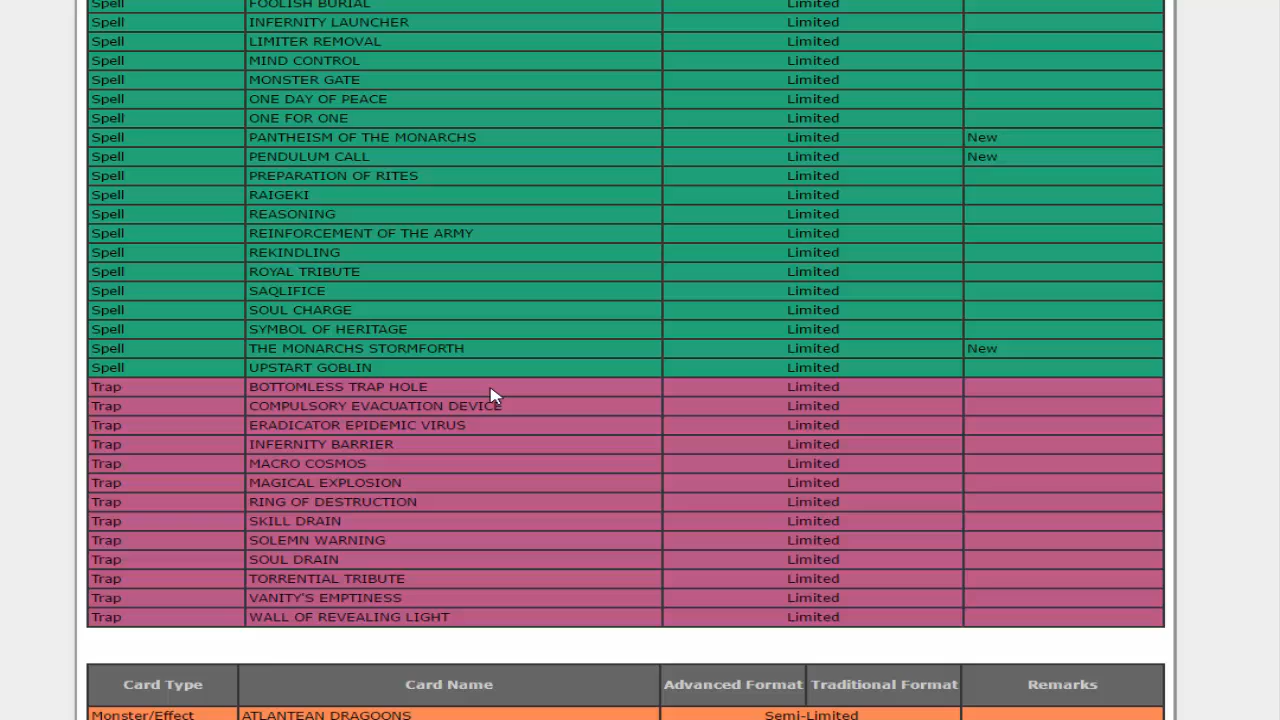 Spell FOOLISH BURIAL Limited
Spell INFERNITY LAUNCHER Limited
Spell LIMITER REMOVAL Limited
Spell MIND CONTROL Limited
Spell MONSTER GATE Limited
Spell ONE DAY OF PEACE Limited
Spell ONE FOR ONE Limited
Spell PANTHEISM OF THE MONARCHS Limited New
Spell PENDULUM CALL Limited New
Spell PREPARATION OF RITES Limited
Spell RAIGEKI Limited
Spell REASONING Limited
Spell REINFORCEMENT OF THE ARMY Limited
Spell REKINDLING Limited
Spell ROYAL TRIBUTE Limited
Spell SAQLIFICE Limited
Spell SOUL CHARGE Limited
Spell SYMBOL OF HERITAGE Limited
Spell THE MONARCHS STORMFORTH Limited New
Spell UPSTART GOBLIN Limited
Trap BOTTOMLESS TRAP HOLE Limited
Trap COMPULSORY EVACUATION DEVICE Limited
Trap ERADICATOR EPIDEMIC VIRUS Limited
Trap INFERNITY BARRIER Limited
Trap MACRO COSMOS Limited
Trap MAGICAL EXPLOSION Limited
Trap RING OF DESTRUCTION Limited
Trap SKILL DRAIN Limited
Trap SOLEMN WARNING Limited
Trap SOUL DRAIN Limited
Trap TORRENTIAL TRIBUTE Limited
Trap VANITY'S EMPTINESS Limited
Trap WALL OF REVEALING LIGHT Limited
Card Type Card Name Advanced Format Traditional Format Remarks
Monster/Effect ATLANTEAN DRAGOONS Semi-Limited